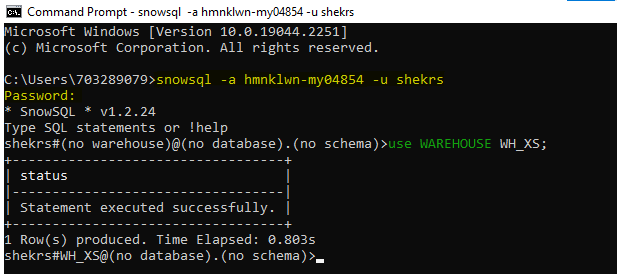 Command Prompt - snowsql -a hmnklwn-my04854 -u shekrs
Microsoft Windows [Version 10.0.19044.2251]
(c) Microsoft Corporation. All rights reserved.
C:\Users\703289079>snowsql -a hmnklwn-my04854 -u shekrs
Password:
* SnowSQL * v1.2.24
Type SQL statements or !help
shekrs#(no warehouse)@(no database).(no schema)>use WAREHOUSE WH_XS;
+----------------------------------+
| status                           |
|----------------------------------|
| Statement executed successfully. |
+----------------------------------+
1 Row(s) produced. Time Elapsed: 0.803s
shekrs#WH_XS@(no database).(no schema)>